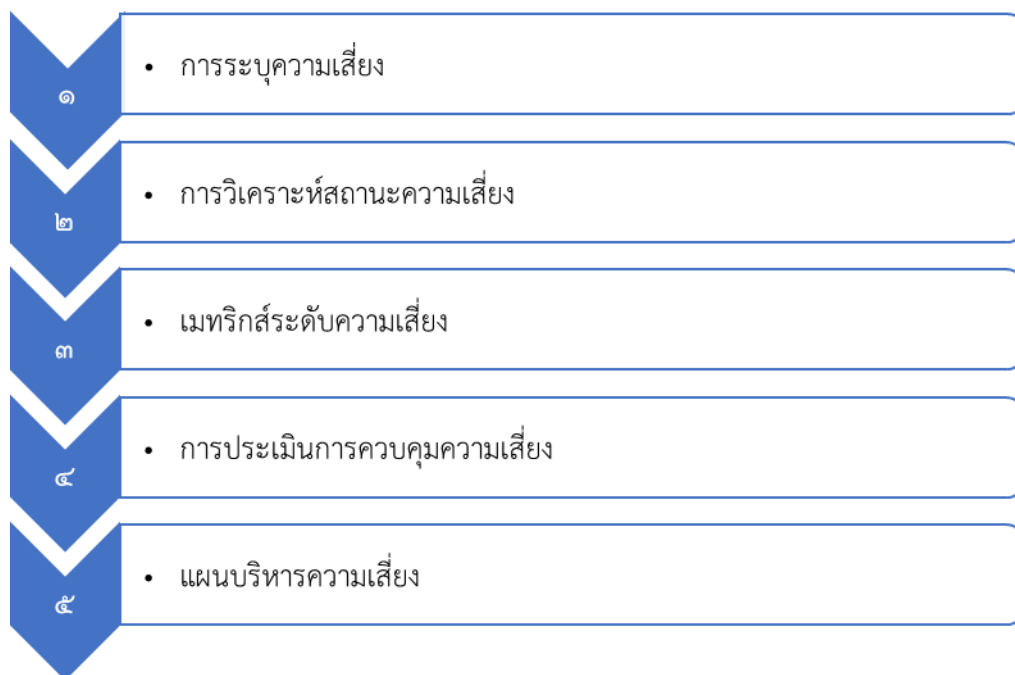 ๑
• การระบุความเสี่ยง
๒
• การวิเคราะห์สถานะความเสี่ยง
๓
• เมทริกส์ระดับความเสี่ยง
๔
• การประเมินการควบคุมความเสี่ยง
๕
• แผนบริหารความเสี่ยง